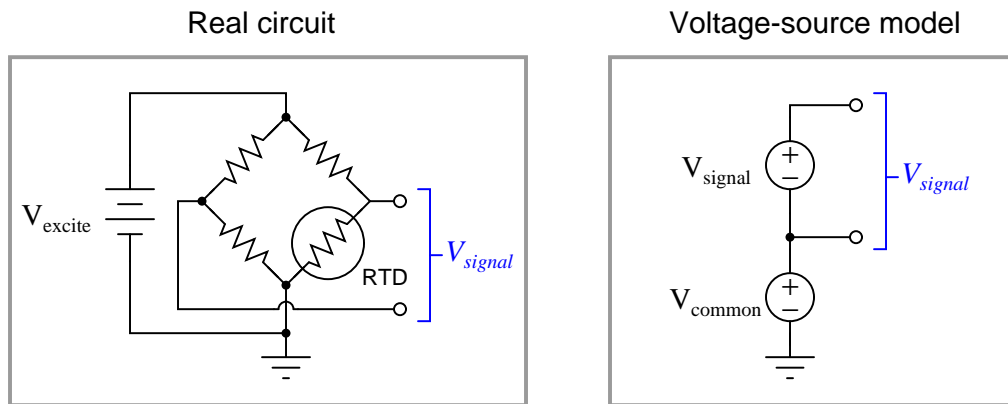 Real circuit
V_excite
RTD
V_signal
Voltage-source model
V_signal
+
−
V_signal
V_common
+
−